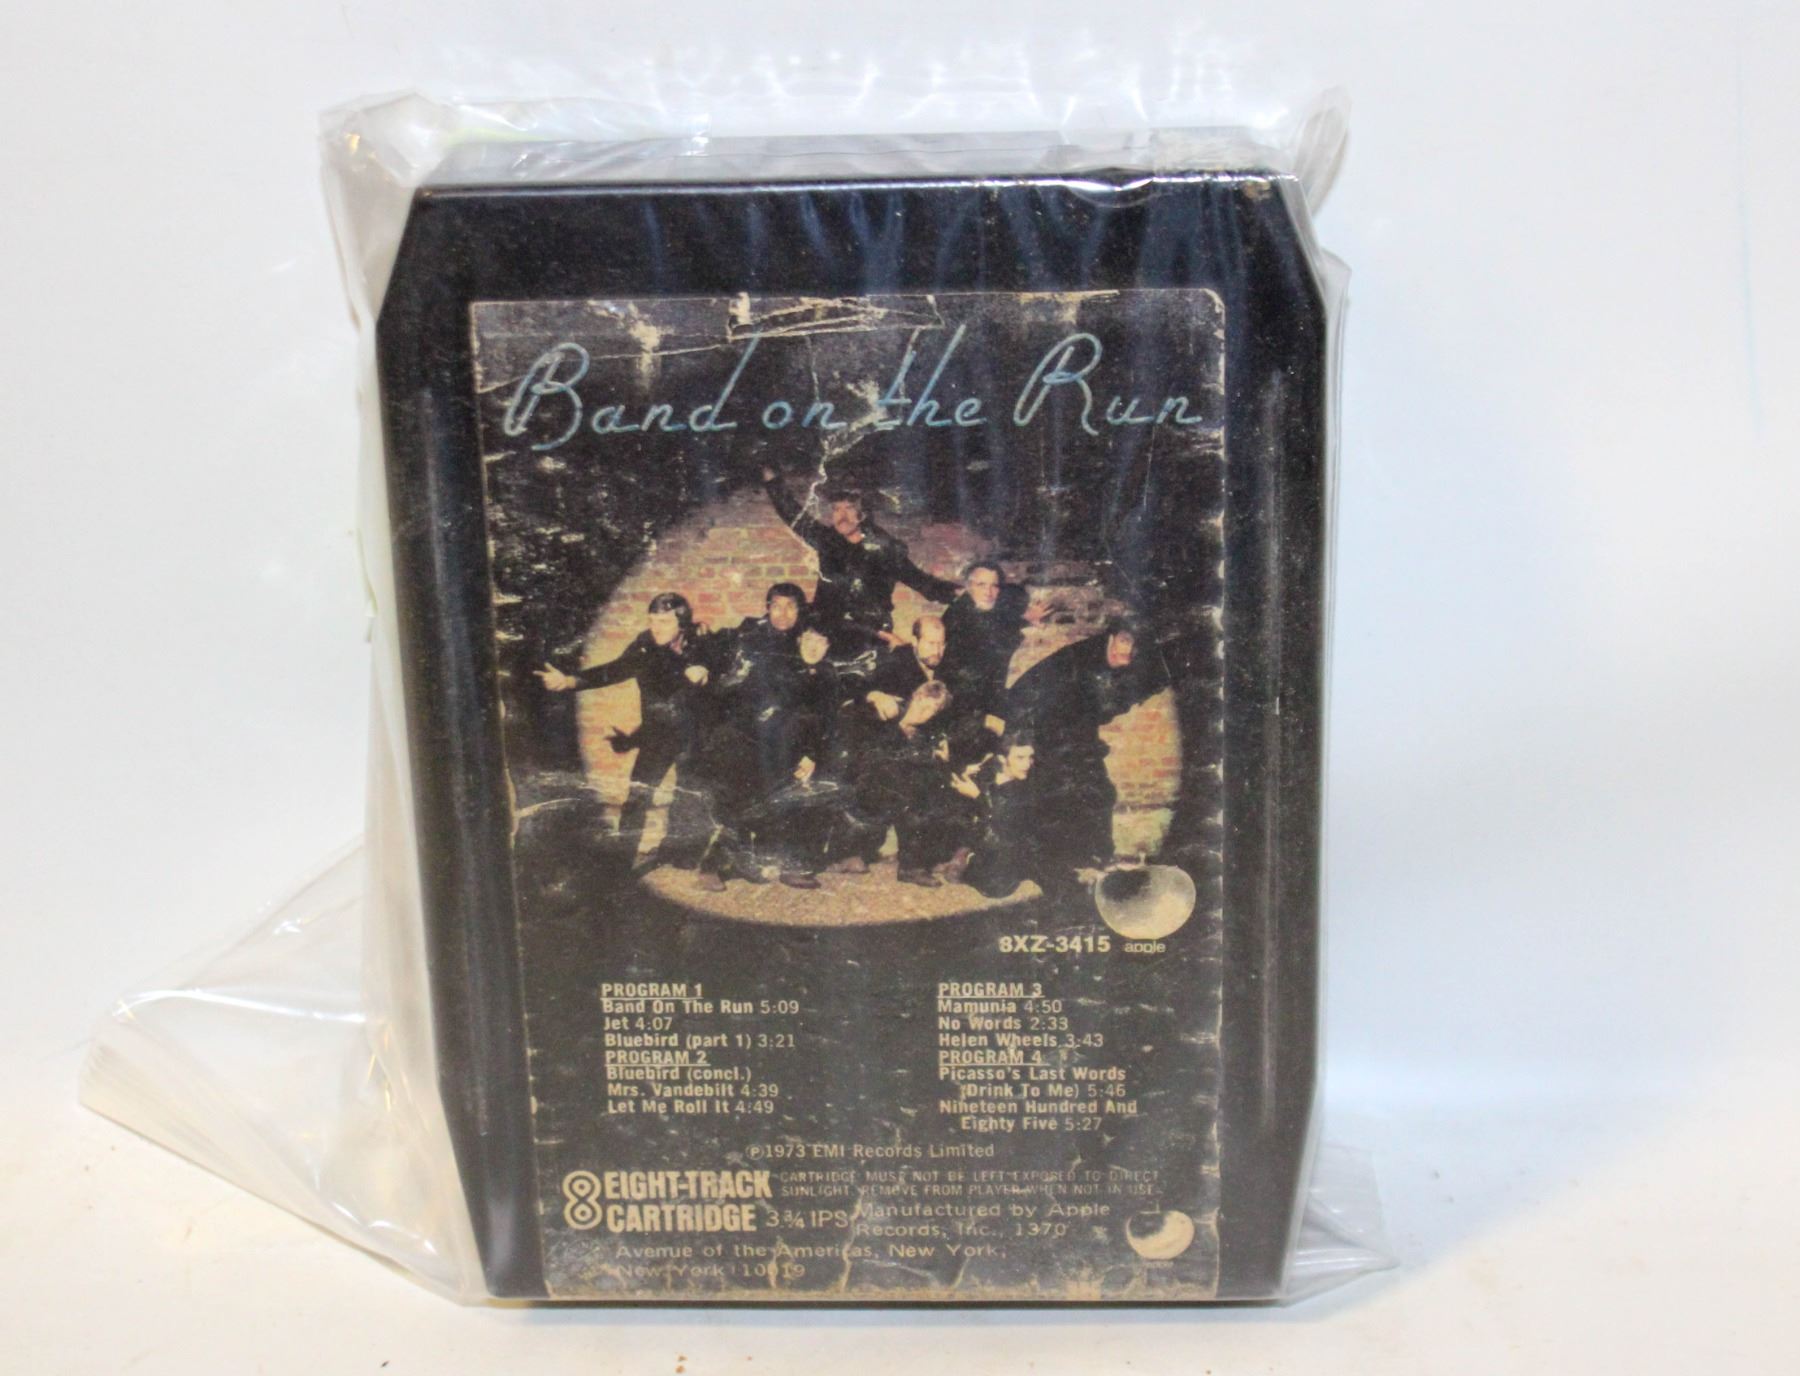 Band on the Run
8XZ-3415 apple
PROGRAM 1
Band On The Run 5:09
Jet 4:07
Bluebird (part 1) 3:21
PROGRAM 2
Bluebird (concl.)
Mrs. Vandebilt 4:39
Let Me Roll It 4:49
PROGRAM 3
Mamunia 4:50
No Words 2:33
Helen Wheels 3:43
PROGRAM 4
Picasso's Last Words
(Drink To Me) 5:46
Nineteen Hundred And
Eighty Five 5:27
℗1973 EMI Records Limited
8 EIGHT-TRACK
CARTRIDGE 3¾ IPS
CARTRIDGE MUST NOT BE LEFT EXPOSED TO DIRECT
SUNLIGHT. REMOVE FROM PLAYER WHEN NOT IN USE.
Manufactured by Apple
Records, Inc., 1370
Avenue of the Americas, New York,
New York 10019
apple